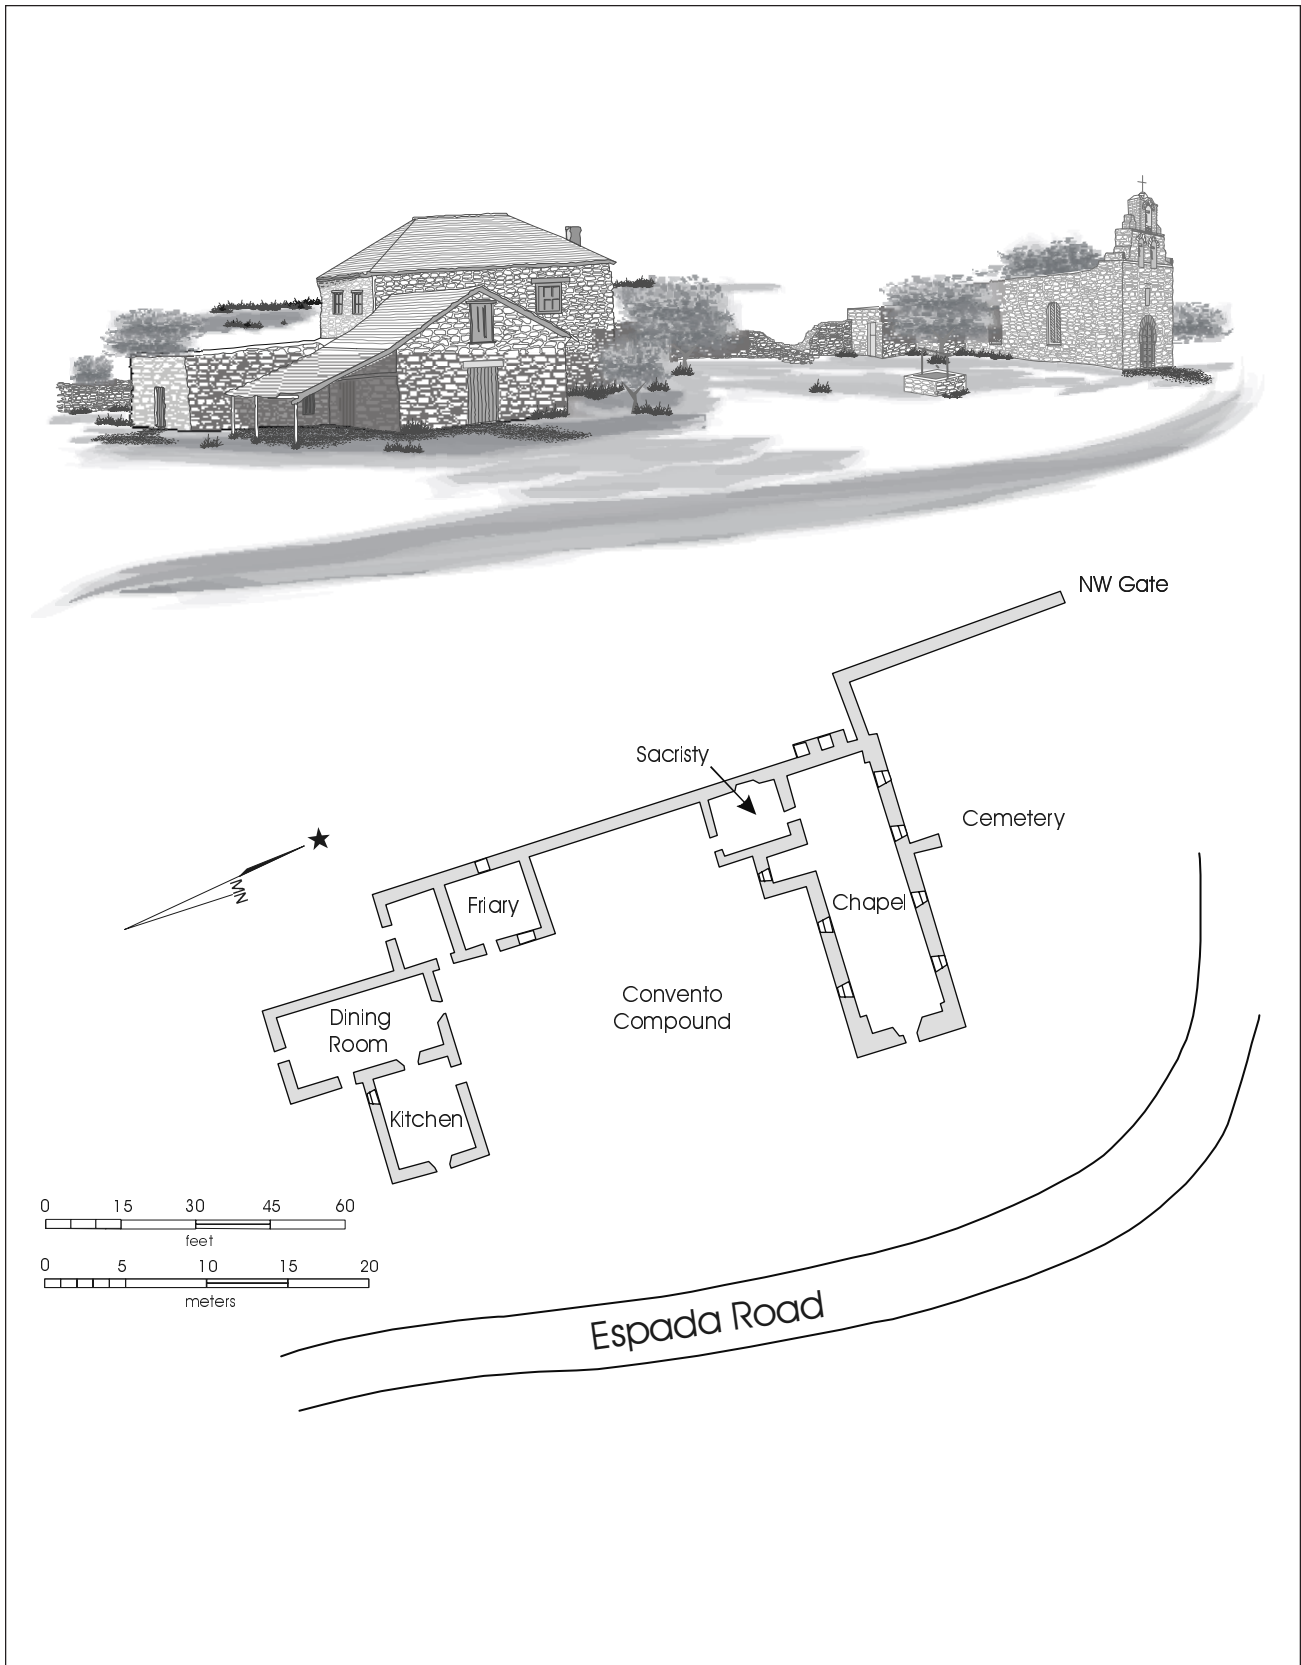 NW Gate
Sacristy
Cemetery
MN
Friary
Chapel
Convento
Compound
Dining
Room
Kitchen
0 15 30 45 60
feet
0 5 10 15 20
meters
Espada Road